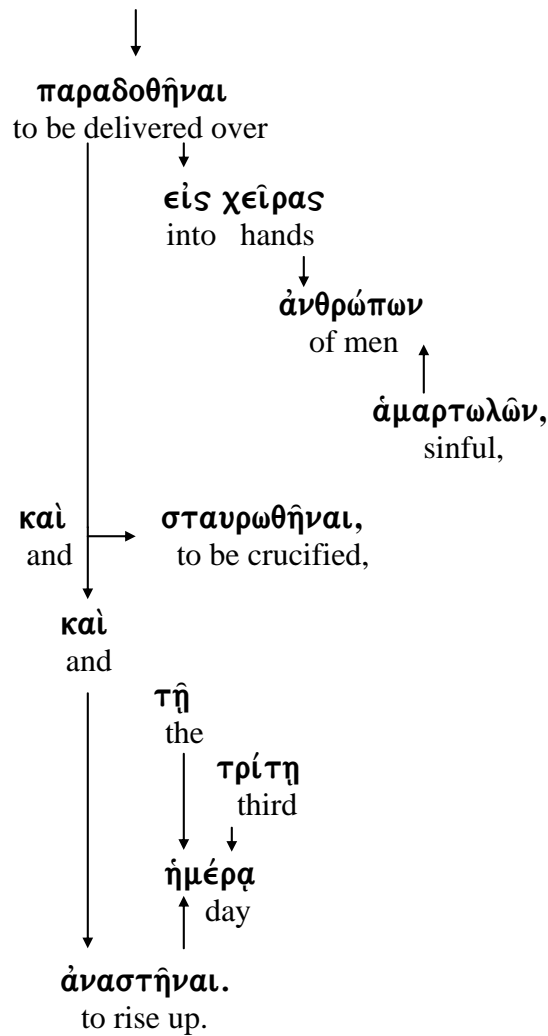 παραδοθῆναι
to be delivered over
εἰς χεῖρας
into hands
ἀνθρώπων
of men
ἁμαρτωλῶν,
sinful,
καὶ σταυρωθῆναι,
and to be crucified,
καὶ
and
τῇ
the
τρίτῃ
third
ἡμέρᾳ
day
ἀναστῆναι.
to rise up.